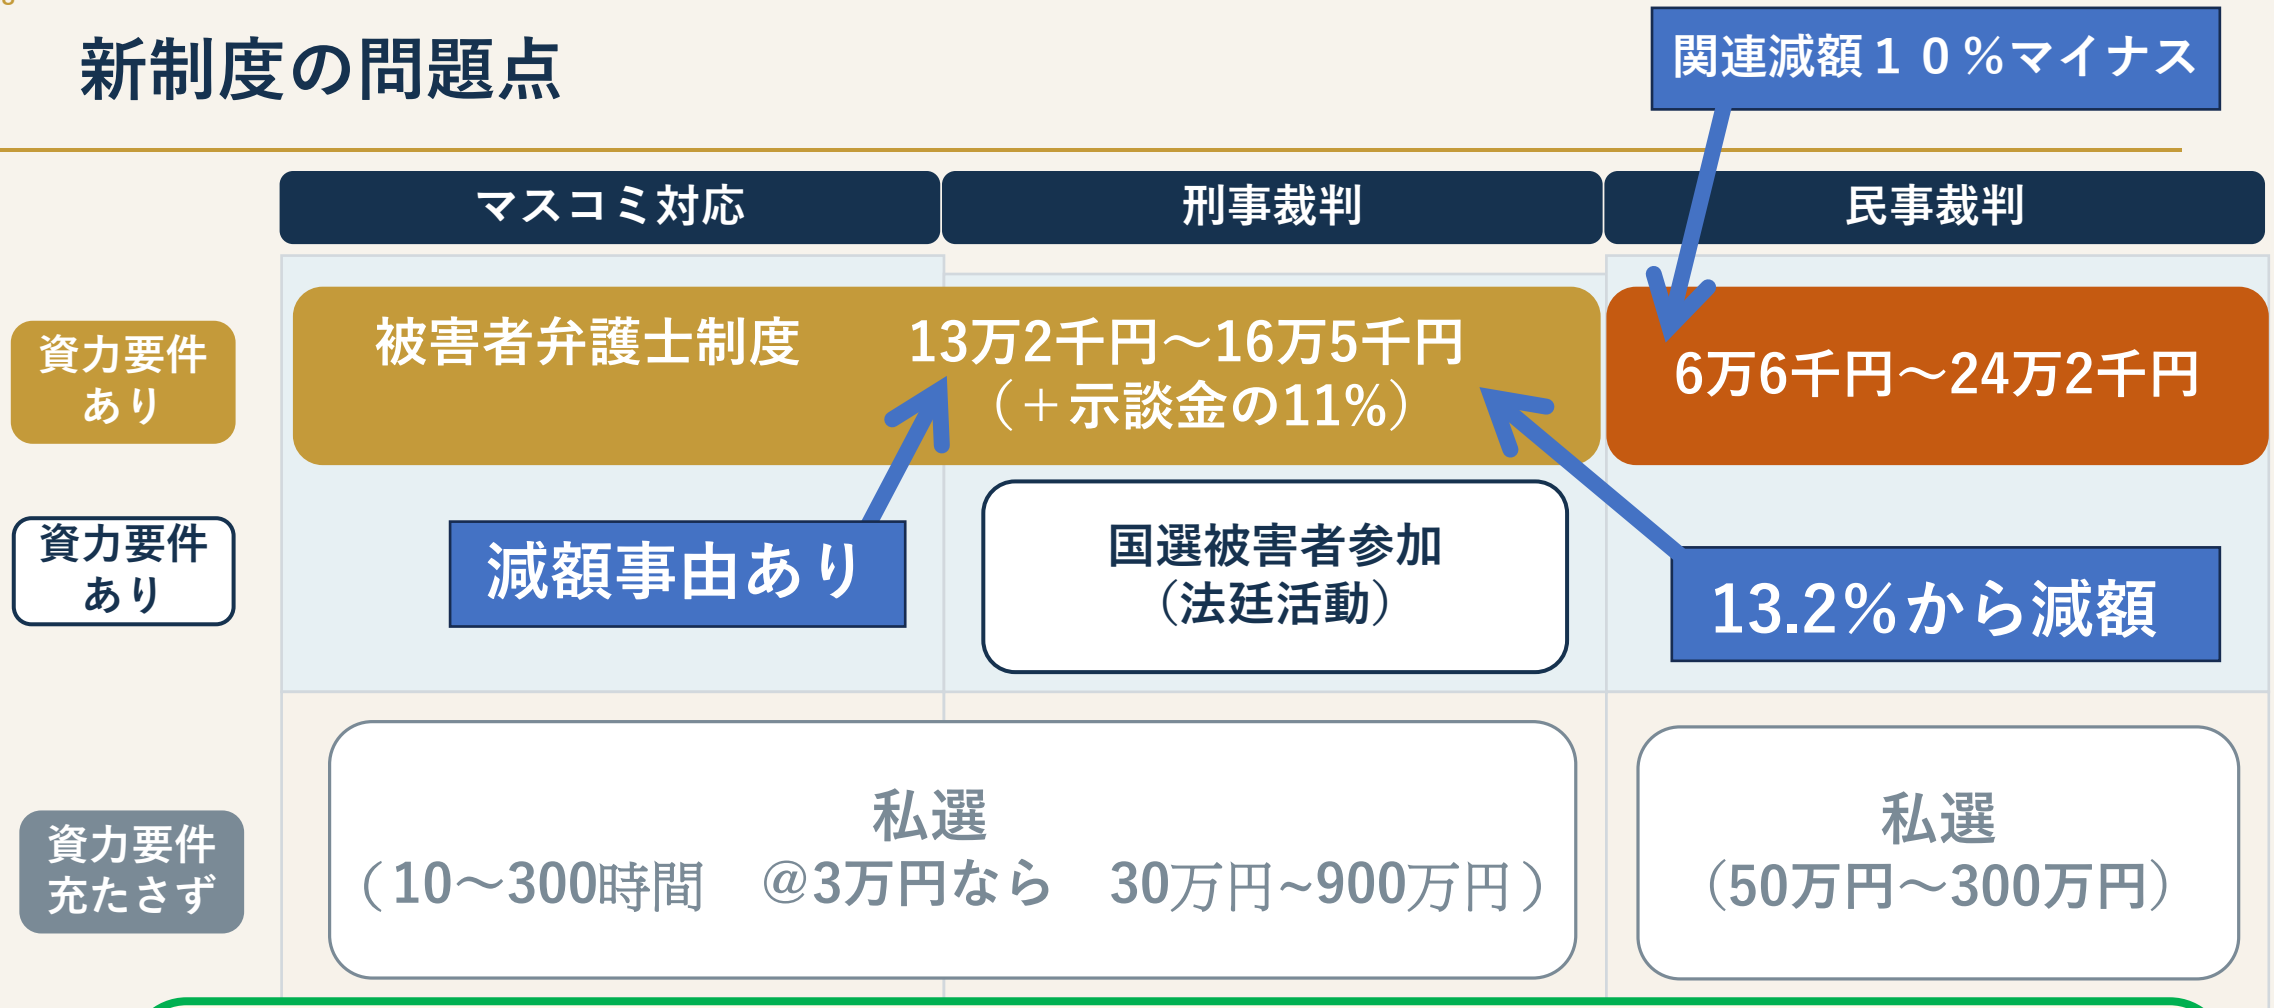 新制度の問題点
関連減額10%マイナス
マスコミ対応
刑事裁判
民事裁判
資力要件
あり
被害者弁護士制度 13万2千円～16万5千円
（＋示談金の11%）
6万6千円～24万2千円
資力要件
あり
減額事由あり
国選被害者参加
（法廷活動）
13.2%から減額
資力要件
充たさず
私選
（10～300時間 @3万円なら 30万円~900万円）
私選
（50万円～300万円）